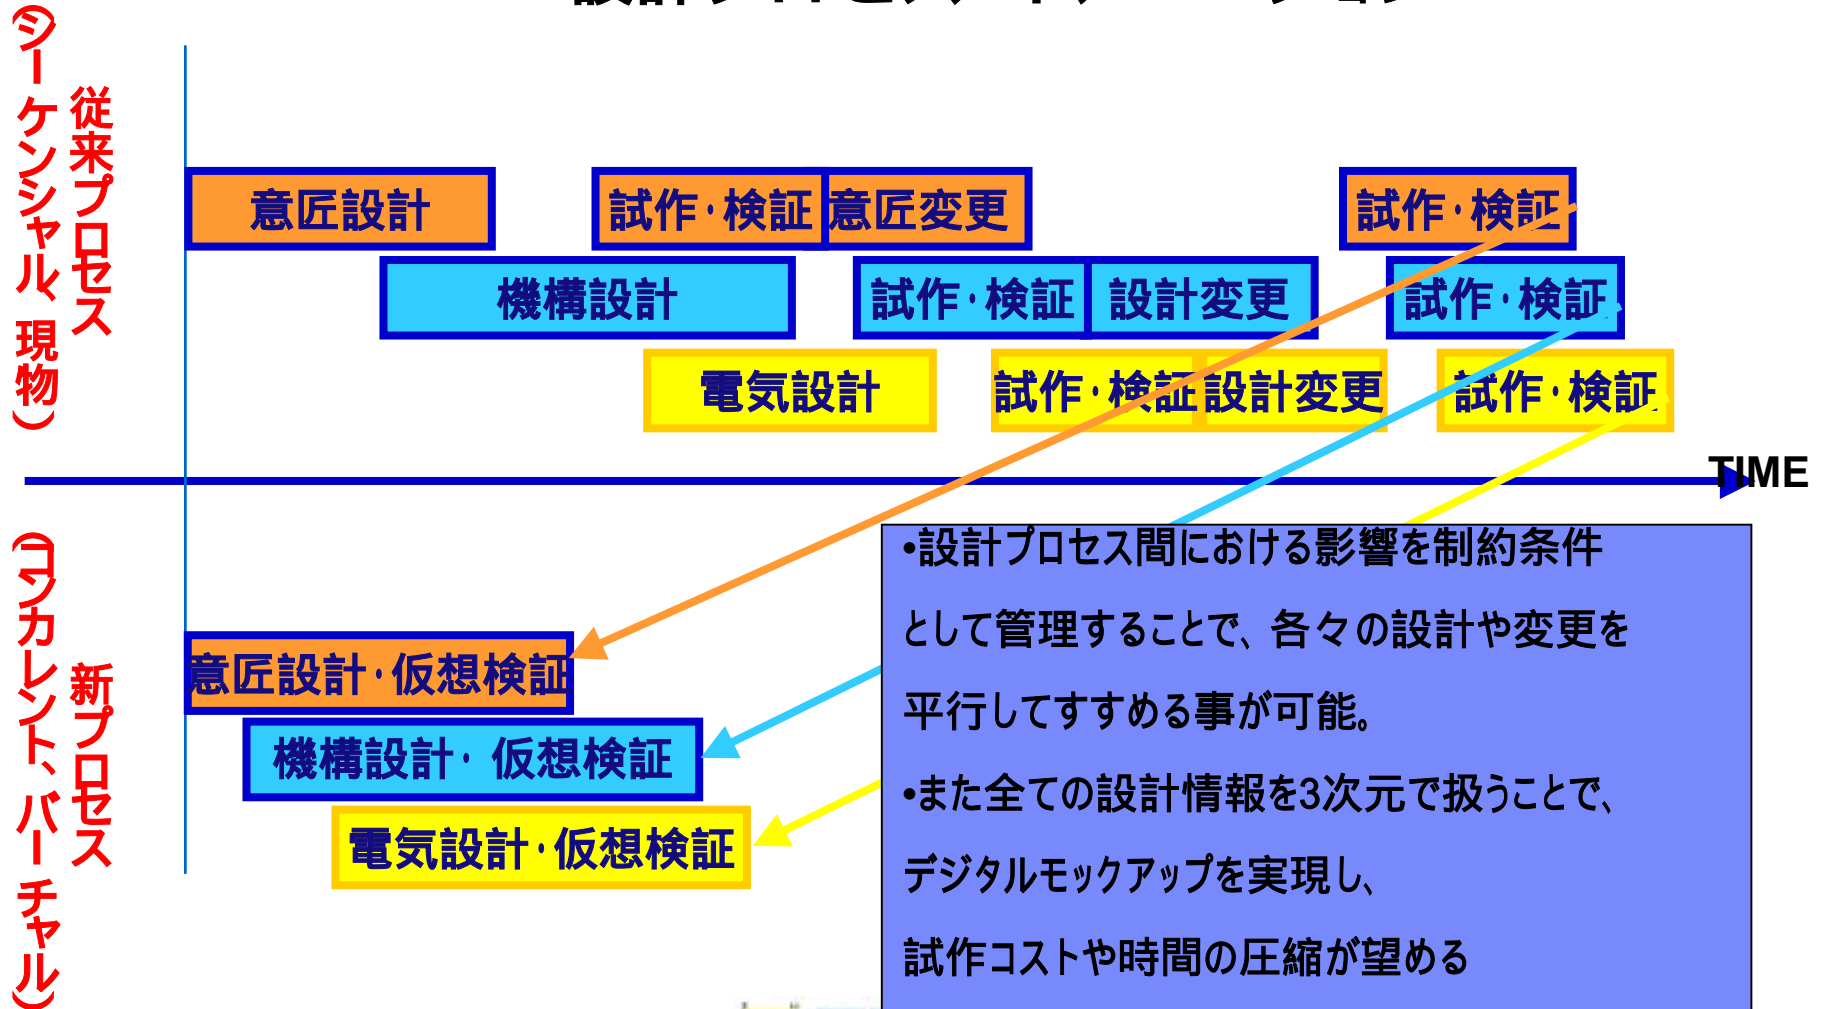 従来プロセス
(シーケンシャル、現物)
意匠設計
試作・検証
意匠変更
試作・検証
機構設計
試作・検証
設計変更
試作・検証
電気設計
試作・検証
設計変更
試作・検証
TIME
新プロセス
(コンカレント、バーチャル)
意匠設計・仮想検証
機構設計・仮想検証
電気設計・仮想検証
•設計プロセス間における影響を制約条件
として管理することで、各々の設計や変更を
平行してすすめる事が可能。
•また全ての設計情報を3次元で扱うことで、
デジタルモックアップを実現し、
試作コストや時間の圧縮が望める